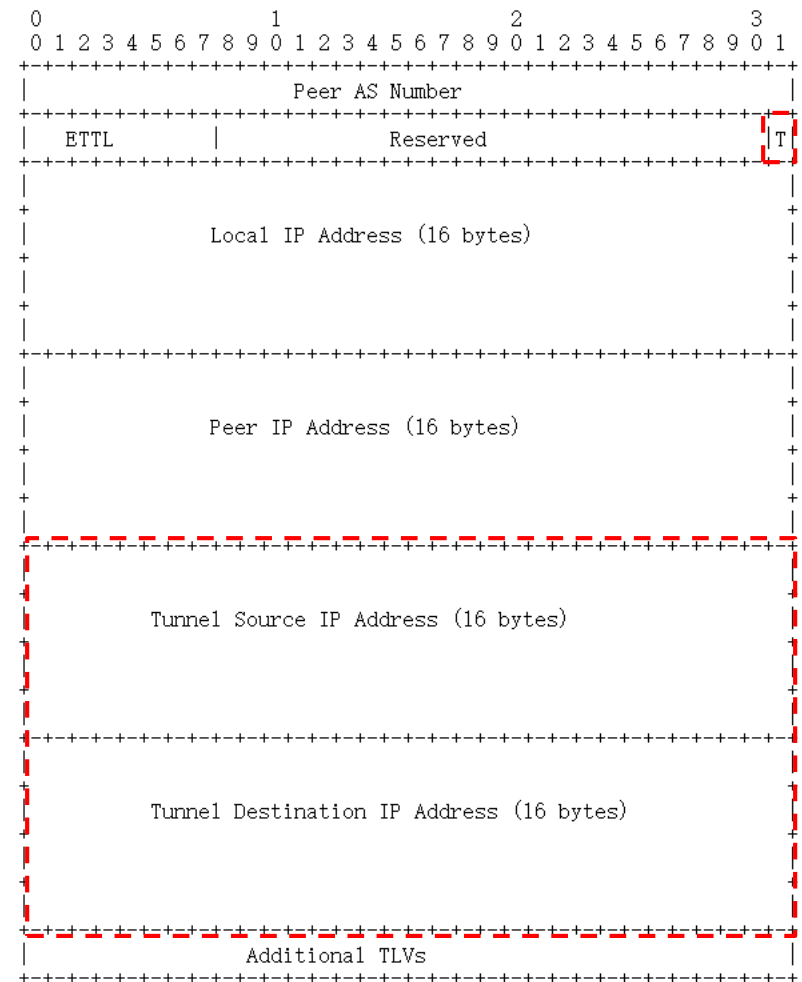 0 1 2 3
0 1 2 3 4 5 6 7 8 9 0 1 2 3 4 5 6 7 8 9 0 1 2 3 4 5 6 7 8 9 0 1
Peer AS Number
ETTL | Reserved |T|
Local IP Address (16 bytes)
Peer IP Address (16 bytes)
Tunnel Source IP Address (16 bytes)
Tunnel Destination IP Address (16 bytes)
Additional TLVs